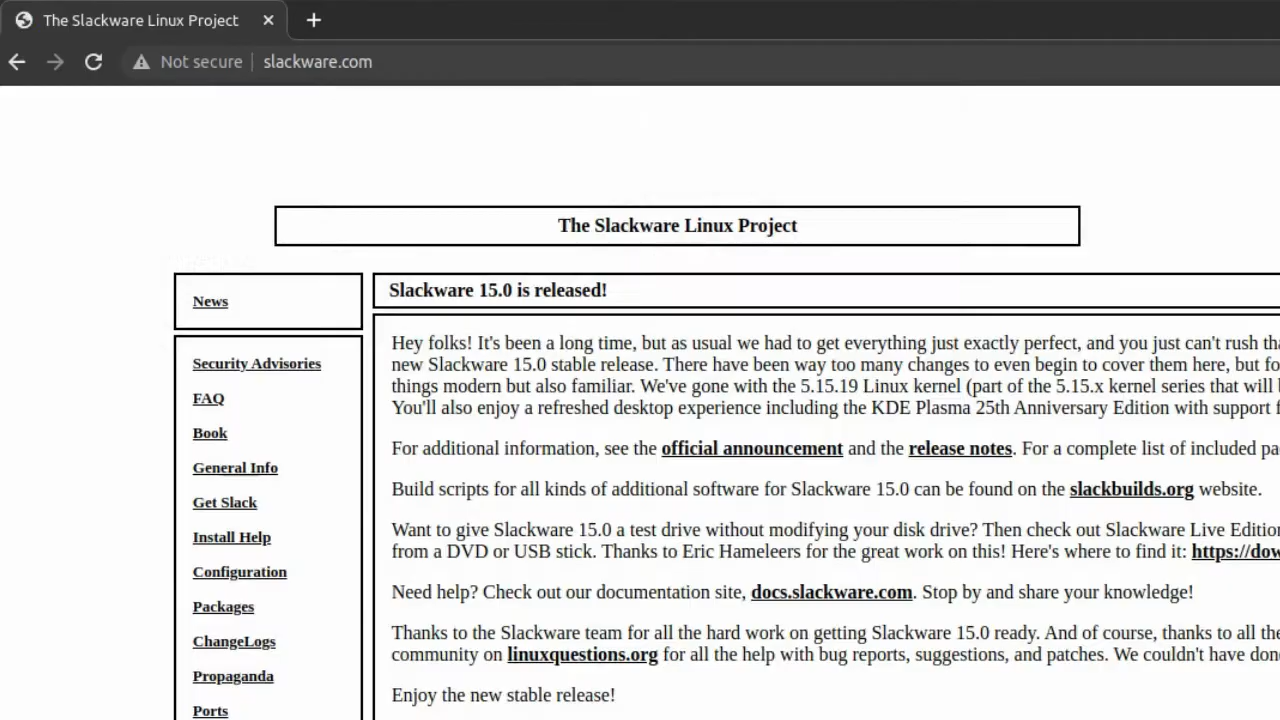 The Slackware Linux Project
Not secure
slackware.com
The Slackware Linux Project
News
Security Advisories
FAQ
Book
General Info
Get Slack
Install Help
Configuration
Packages
ChangeLogs
Propaganda
Ports
Slackware 15.0 is released!
Hey folks! It's been a long time, but as usual we had to get everything just exactly perfect, and you just can't rush
new Slackware 15.0 stable release. There have been way too many changes to even begin to cover them here, but
things modern but also familiar. We've gone with the 5.15.19 Linux kernel (part of the 5.15.x kernel series that will
You'll also enjoy a refreshed desktop experience including the KDE Plasma 25th Anniversary Edition with support
For additional information, see the official announcement and the release notes. For a complete list of included
Build scripts for all kinds of additional software for Slackware 15.0 can be found on the slackbuilds.org website.
Want to give Slackware 15.0 a test drive without modifying your disk drive? Then check out Slackware Live
from a DVD or USB stick. Thanks to Eric Hameleers for the great work on this! Here's where to find it:
Need help? Check out our documentation site, docs.slackware.com. Stop by and share your knowledge!
Thanks to the Slackware team for all the hard work on getting Slackware 15.0 ready. And of course, thanks to all
community on linuxquestions.org for all the help with bug reports, suggestions, and patches. We couldn't have
Enjoy the new stable release!